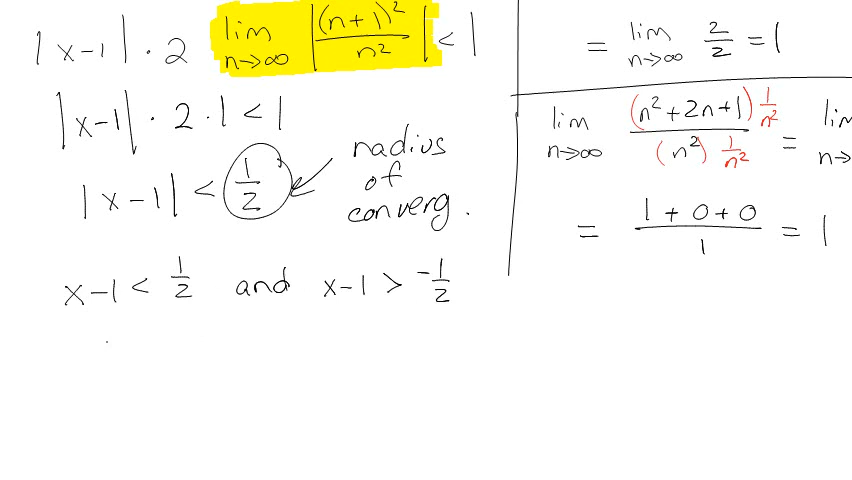 |x-1| · 2 lim n→∞ |(n+1)²/n²| < 1
|x-1| · 2 · 1 < 1
|x-1| < 1/2
radius
of
converg.
x-1 < 1/2 and x-1 > -1/2
= lim n→∞ 2/2 = 1
lim n→∞ (n²+2n+1) 1/n² / (n²) 1/n² = lim n→
= 1+0+0/1 = 1